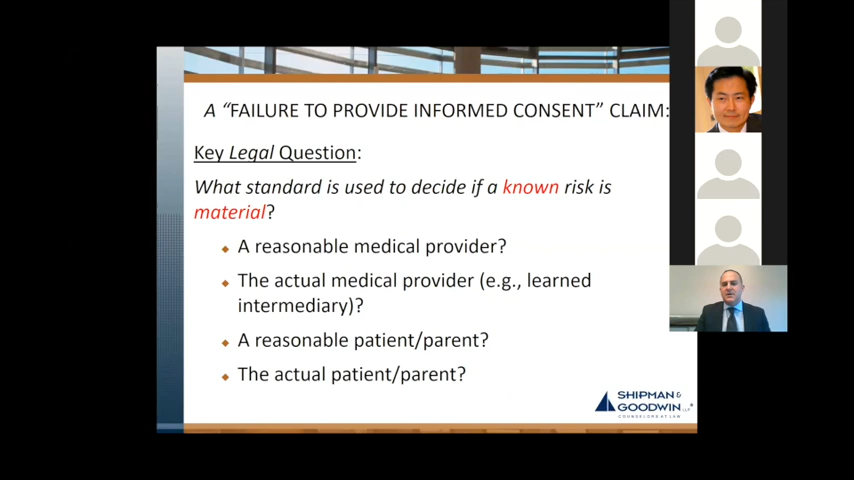 A “FAILURE TO PROVIDE INFORMED CONSENT” CLAIM:
Key Legal Question:
What standard is used to decide if a known risk is
material?
A reasonable medical provider?
The actual medical provider (e.g., learned
intermediary)?
A reasonable patient/parent?
The actual patient/parent?
SHIPMAN &
GOODWIN LLP®
COUNSELORS AT LAW